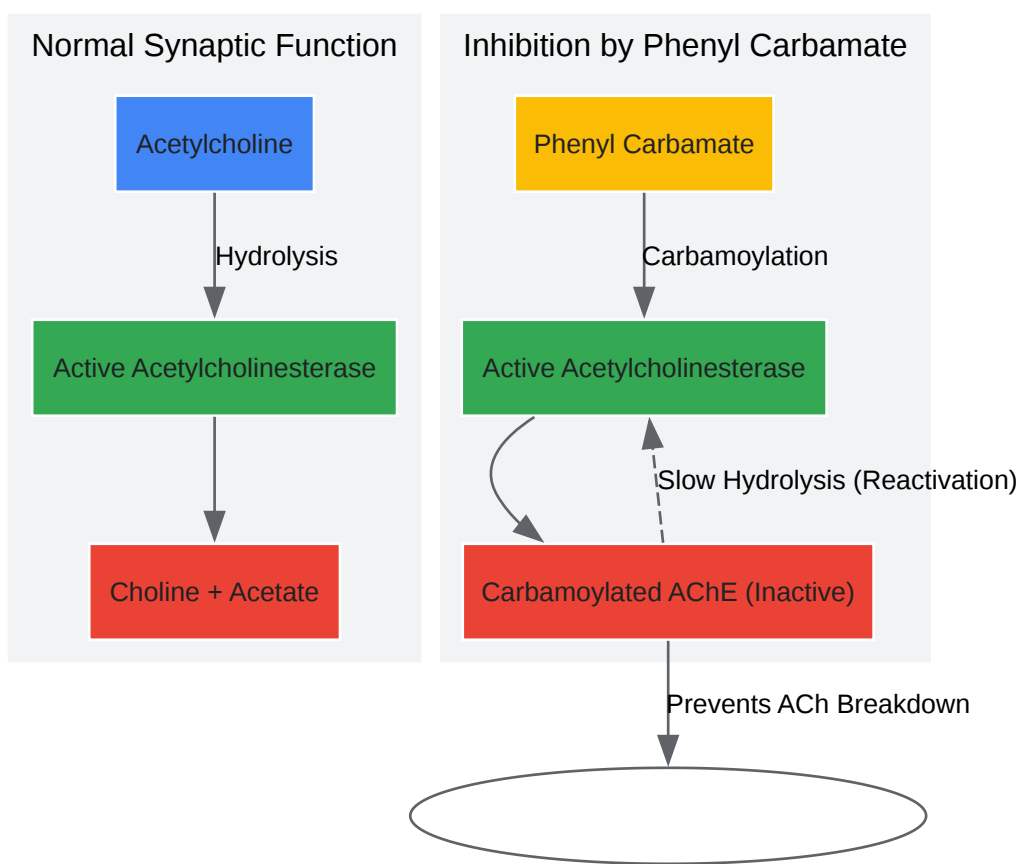 Normal Synaptic Function
Acetylcholine
Hydrolysis
Active Acetylcholinesterase
Choline + Acetate
Inhibition by Phenyl Carbamate
Phenyl Carbamate
Carbamoylation
Active Acetylcholinesterase
Slow Hydrolysis (Reactivation)
Carbamoylated AChE (Inactive)
Prevents ACh Breakdown